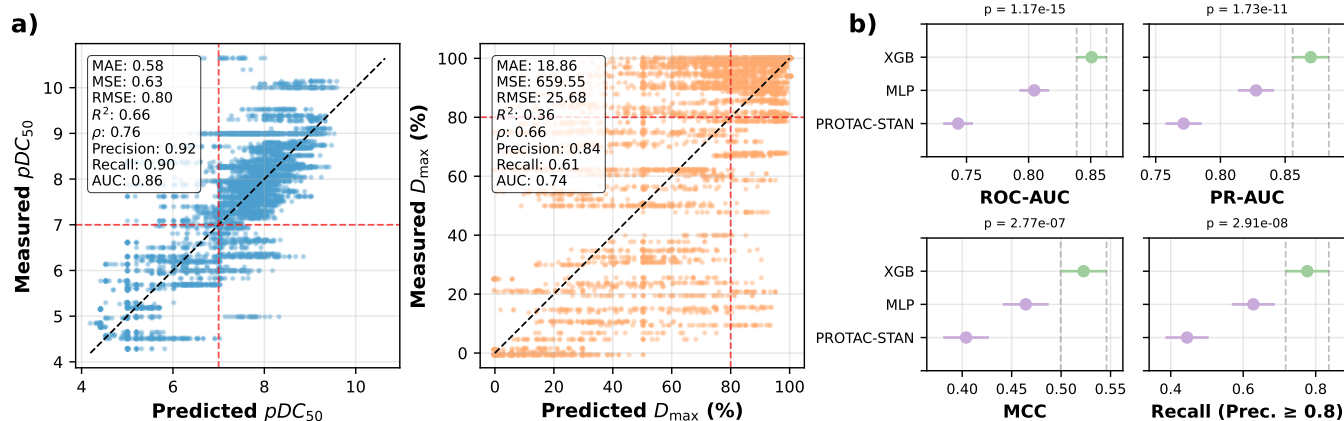 a)
Measured pDC50
10
9
8
7
6
5
4
MAE: 0.58
MSE: 0.63
RMSE: 0.80
R²: 0.66
ρ: 0.76
Precision: 0.92
Recall: 0.90
AUC: 0.86
4 6 8 10
Predicted pDC50
Measured Dmax (%)
100
80
60
40
20
0
MAE: 18.86
MSE: 659.55
RMSE: 25.68
R²: 0.36
ρ: 0.66
Precision: 0.84
Recall: 0.61
AUC: 0.74
0 20 40 60 80 100
Predicted Dmax (%)
b)
p = 1.17e-15
XGB
MLP
PROTAC-STAN
0.75 0.80 0.85
ROC-AUC
p = 1.73e-11
0.75 0.80 0.85
PR-AUC
p = 2.77e-07
XGB
MLP
PROTAC-STAN
0.40 0.45 0.50 0.55
MCC
p = 2.91e-08
0.4 0.6 0.8
Recall (Prec. ≥ 0.8)